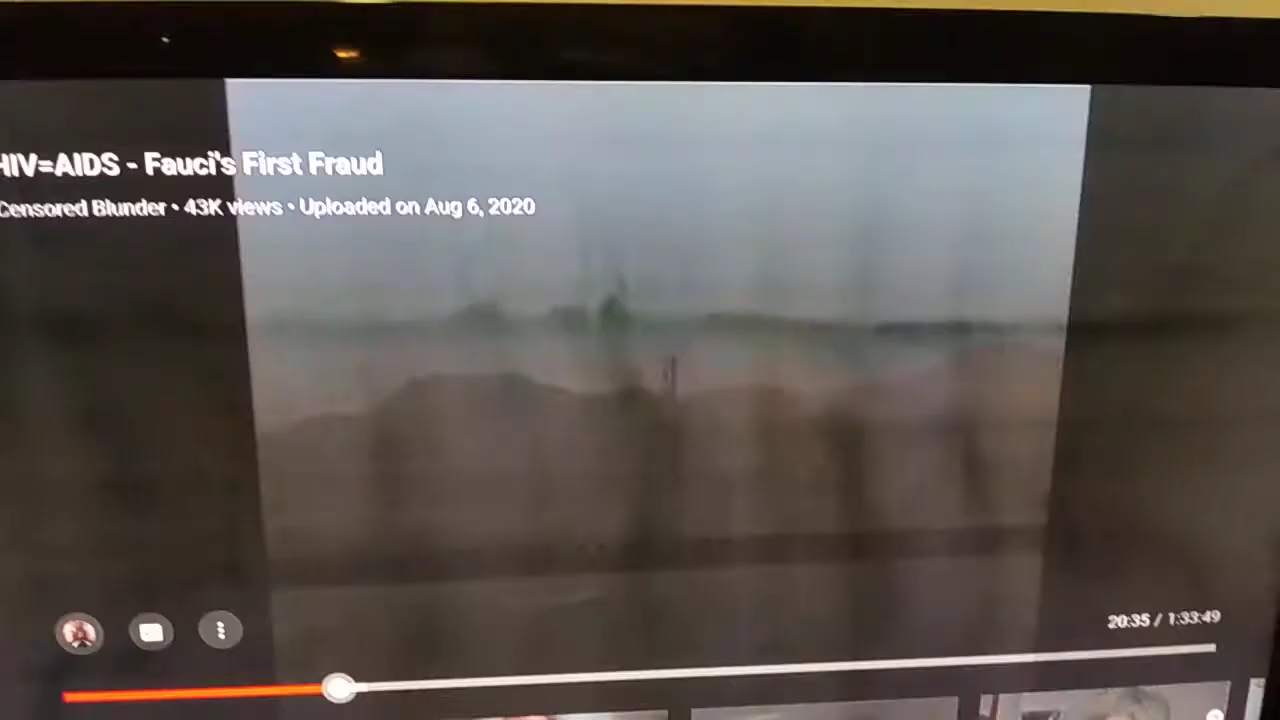 HIV=AIDS - Fauci's First Fraud
Censored Blunder • 43K views • Uploaded on Aug 6, 2020
20:35 / 1:33:49